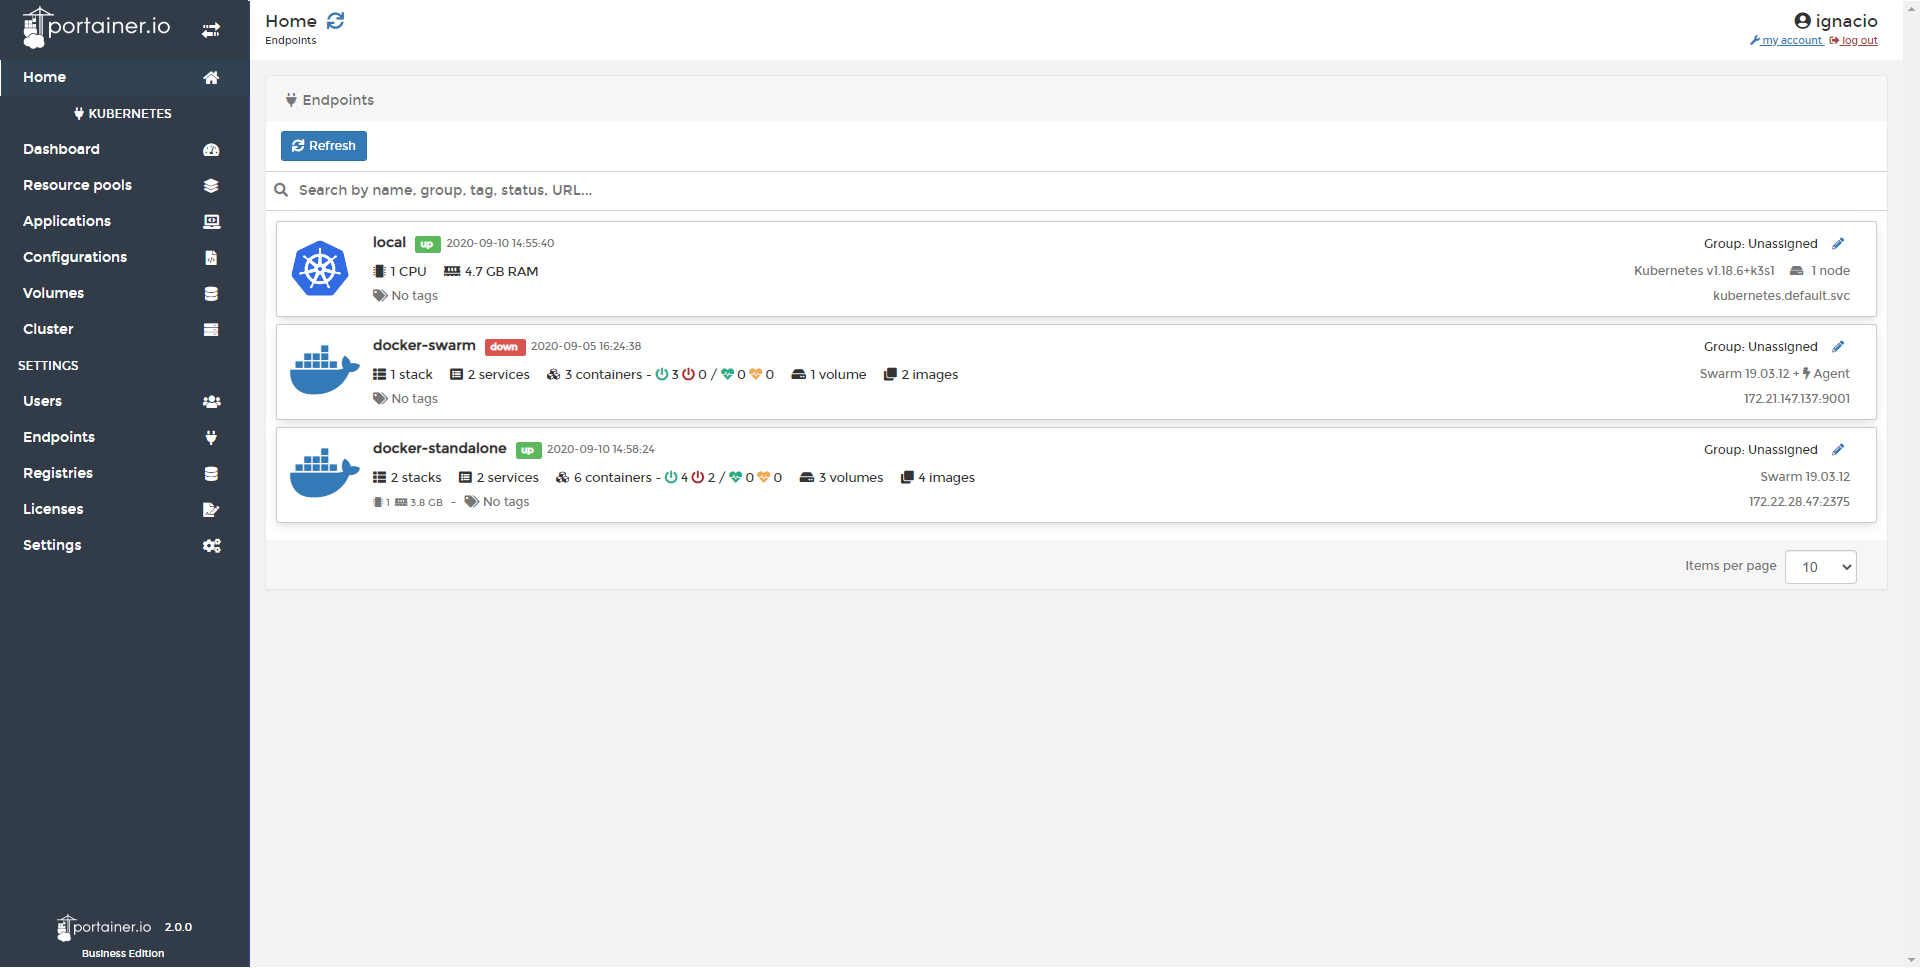 portainer.io
Home
KUBERNETES
Dashboard
Resource pools
Applications
Configurations
Volumes
Cluster
SETTINGS
Users
Endpoints
Registries
Licenses
Settings
portainer.io 2.0.0
Business Edition
Home
Endpoints
ignacio
my account log out
Endpoints
Refresh
Search by name, group, tag, status, URL...
local up 2020-09-10 14:55:40
Group: Unassigned
1 CPU 4.7 GB RAM
Kubernetes v1.18.6+k3s1 1 node
No tags
kubernetes.default.svc
docker-swarm down 2020-09-05 16:24:38
Group: Unassigned
1 stack 2 services 3 containers - 3 0 / 0 0 1 volume 2 images
Swarm 19.03.12 + Agent
No tags
172.21.147.137:9001
docker-standalone up 2020-09-10 14:58:24
Group: Unassigned
2 stacks 2 services 6 containers - 4 2 / 0 0 3 volumes 4 images
Swarm 19.03.12
1 3.8 GB - No tags
172.22.28.47:2375
Items per page 10